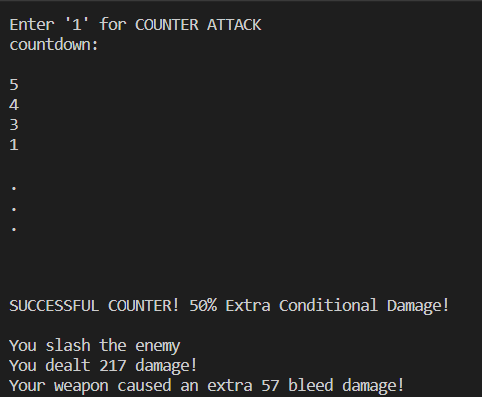 Enter '1' for COUNTER ATTACK
countdown:
5
4
3
1
.
.
.
SUCCESSFUL COUNTER! 50% Extra Conditional Damage!
You slash the enemy
You dealt 217 damage!
Your weapon caused an extra 57 bleed damage!